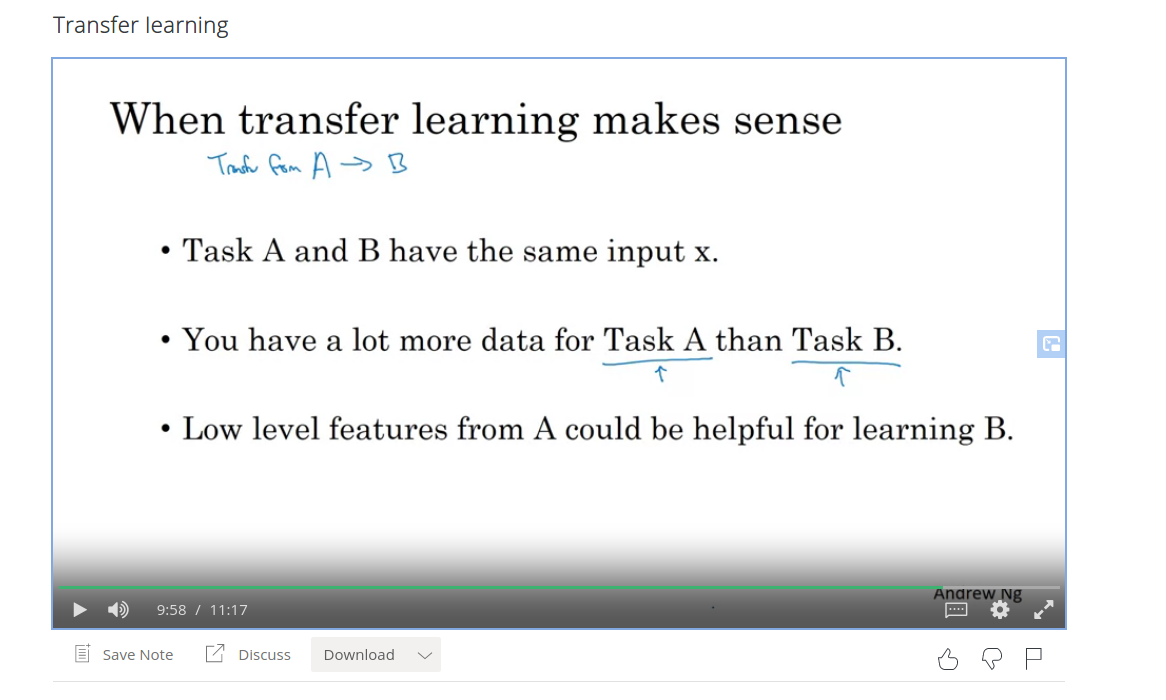 Transfer learning
When transfer learning makes sense
Transfer from A → B
• Task A and B have the same input x.
• You have a lot more data for Task A than Task B.
• Low level features from A could be helpful for learning B.
Andrew Ng
9:58 / 11:17
Save Note Discuss Download